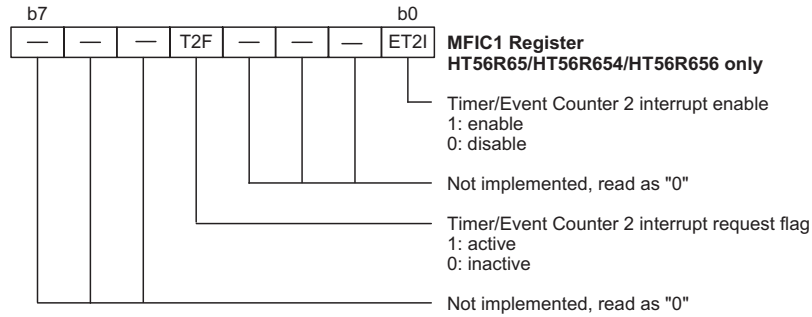 b7 b0
— — — T2F — — — ET2I
MFIC1 Register
HT56R65/HT56R654/HT56R656 only
Timer/Event Counter 2 interrupt enable
1: enable
0: disable
Not implemented, read as "0"
Timer/Event Counter 2 interrupt request flag
1: active
0: inactive
Not implemented, read as "0"